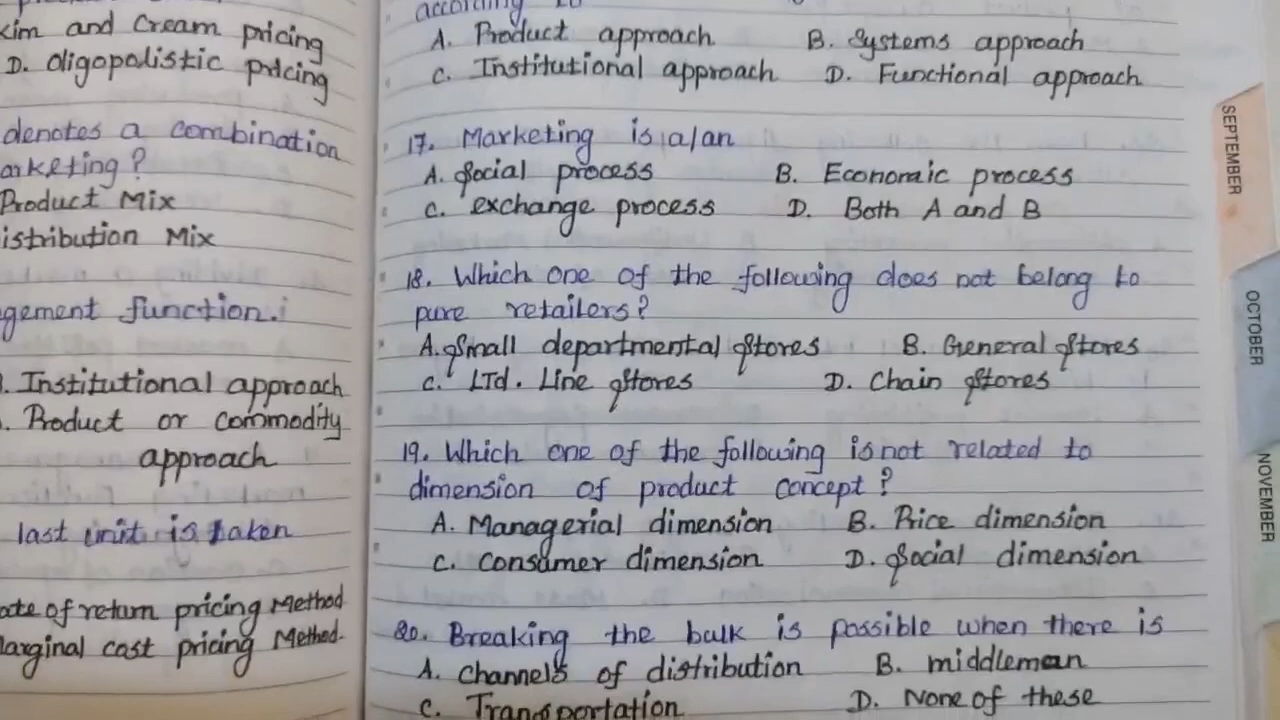 kim and Cream pricing
D. Oligopolistic pricing
denotes a combination
arketing?
Product Mix
istribution Mix
gement function.
. Institutional approach
. Product or commodity
approach
last unit is taken
ate of return pricing Method
arginal cost pricing Method.
according to
A. Product approach B. Systems approach
C. Institutional approach D. Functional approach
17. Marketing is a/an
A. Social process B. Economic process
C. exchange process D. Both A and B
18. Which one of the following does not belong to
pure retailers?
A. Small departmental Stores B. General Stores
C. LTd. Line Stores D. Chain Stores
19. Which one of the following is not related to
dimension of product concept?
A. Managerial dimension B. Price dimension
C. Consumer dimension D. Social dimension
20. Breaking the bulk is possible when there is
A. Channels of distribution B. middleman
C. Transportation D. None of these
SEPTEMBER
OCTOBER
NOVEMBER